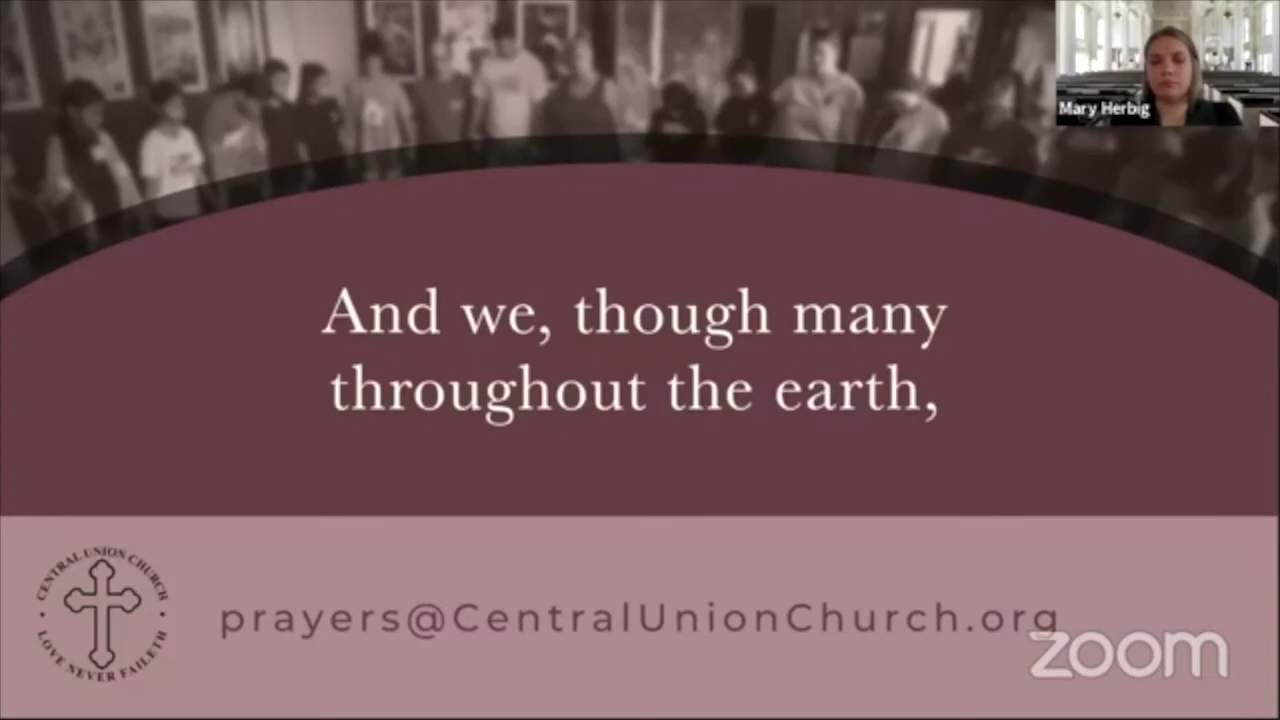 Mary Herbig
And we, though many
throughout the earth,
CENTRAL UNION CHURCH
LOVE NEVER FAILETH
prayers@CentralUnionChurch.org
zoom